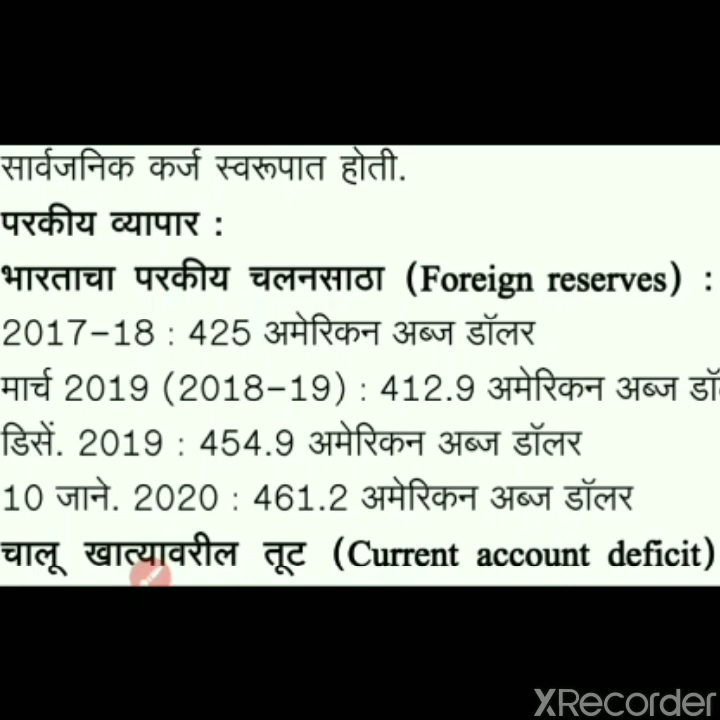 सार्वजनिक कर्ज स्वरूपात होती.
परकीय व्यापार :
भारताचा परकीय चलनसाठा (Foreign reserves) :
2017-18 : 425 अमेरिकन अब्ज डॉलर
मार्च 2019 (2018-19) : 412.9 अमेरिकन अब्ज
डिसें. 2019 : 454.9 अमेरिकन अब्ज डॉलर
10 जाने. 2020 : 461.2 अमेरिकन अब्ज डॉलर
चालू खात्यावरील तूट (Current account deficit)
XRecorder